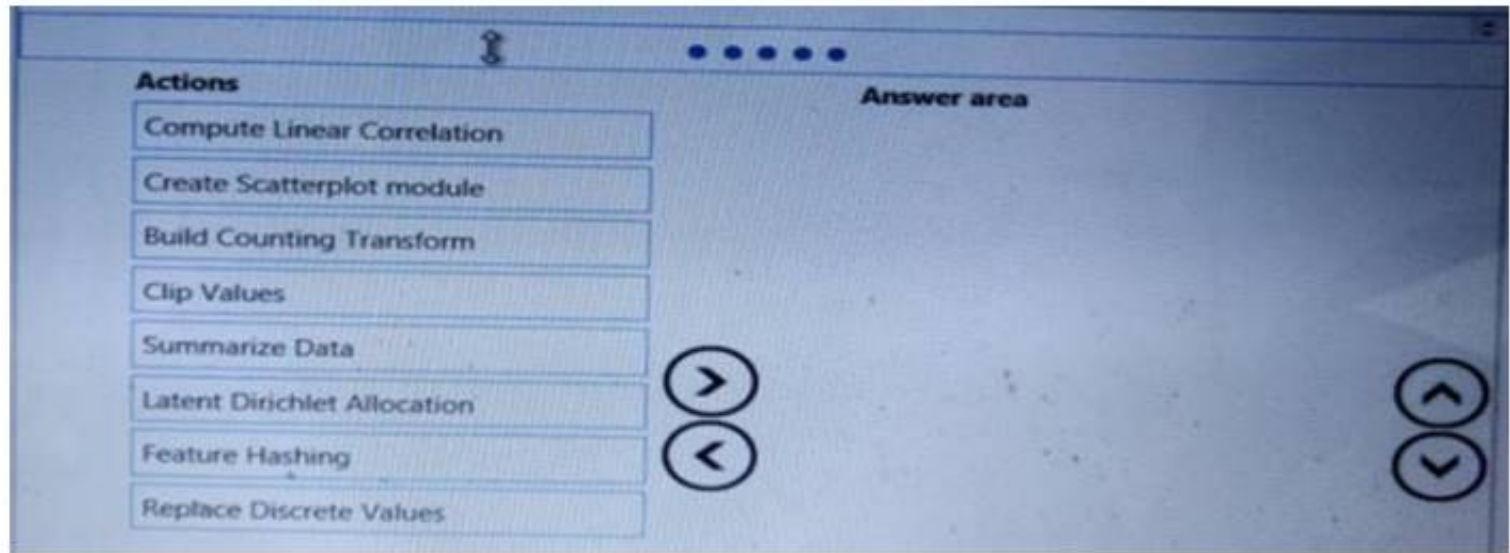 Actions
Answer area
Compute Linear Correlation
Create Scatterplot module
Build Counting Transform
Clip Values
Summarize Data
Latent Dirichlet Allocation
Feature Hashing
Replace Discrete Values